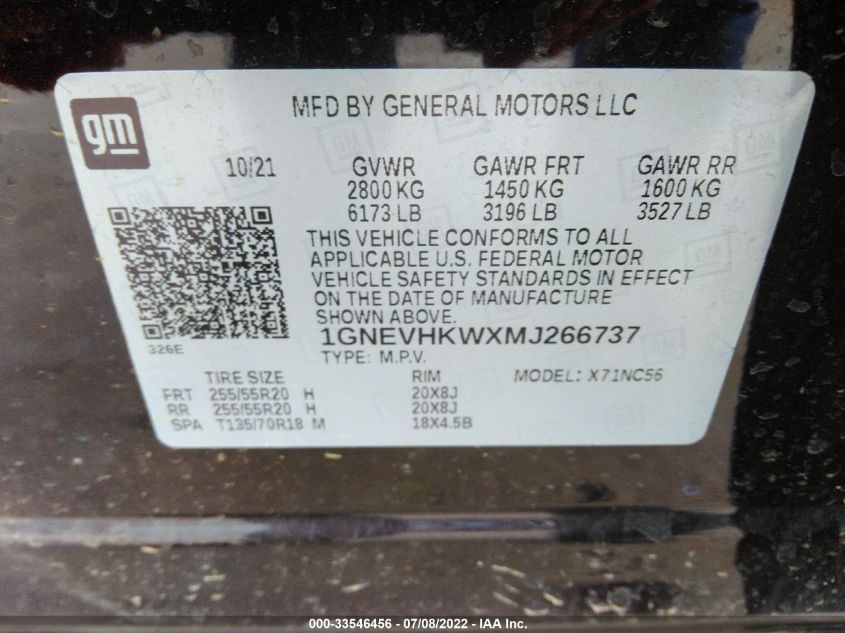 gm
MFD BY GENERAL MOTORS LLC
10/21 GVWR GAWR FRT GAWR RR
2800 KG 1450 KG 1600 KG
6173 LB 3196 LB 3527 LB
THIS VEHICLE CONFORMS TO ALL
APPLICABLE U.S. FEDERAL MOTOR
VEHICLE SAFETY STANDARDS IN EFFECT
ON THE DATE OF MANUFACTURE
SHOWN ABOVE.
326E
1GNEVHKWXMJ266737
TYPE: M.P.V.
TIRE SIZE RIM MODEL: X71NC56
FRT 255/55R20 H 20X8J
RR 255/55R20 H 20X8J
SPA T135/70R18 M 18X4.5B
000-33546456 - 07/08/2022 - IAA Inc.